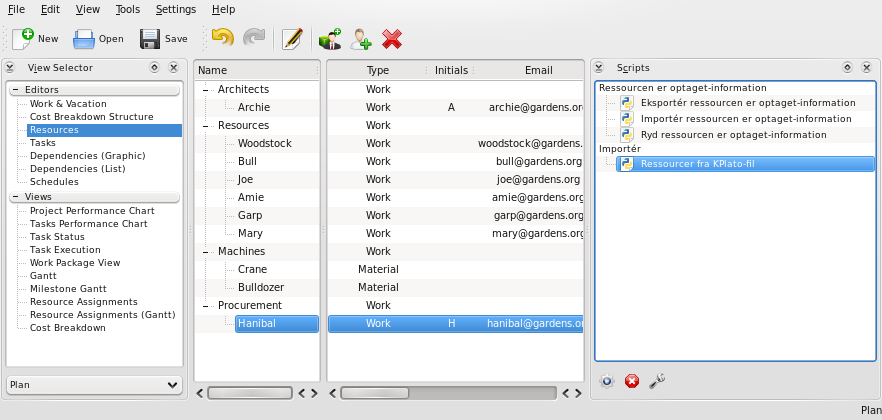 File Edit View Tools Settings Help
New Open Save
View Selector
Editors
Work & Vacation
Cost Breakdown Structure
Resources
Tasks
Dependencies (Graphic)
Dependencies (List)
Schedules
Views
Project Performance Chart
Tasks Performance Chart
Task Status
Task Execution
Work Package View
Gantt
Milestone Gantt
Resource Assignments
Resource Assignments (Gantt)
Cost Breakdown
Plan
Name Type Initials Email
Architects Work
Archie Work A archie@gardens.or
Resources Work
Woodstock Work woodstock@gardens.
Bull Work bull@gardens.org
Joe Work joe@gardens.org
Amie Work amie@gardens.org
Garp Work garp@gardens.org
Mary Work mary@gardens.org
Machines Work
Crane Material
Bulldozer Material
Procurement Work
Hanibal Work H hanibal@gardens.or
Scripts
Ressourcen er optaget-information
Eksportér ressourcen er optaget-information
Importér ressourcen er optaget-information
Ryd ressourcen er optaget-information
Importér
Ressourcer fra KPlato-fil
Plan